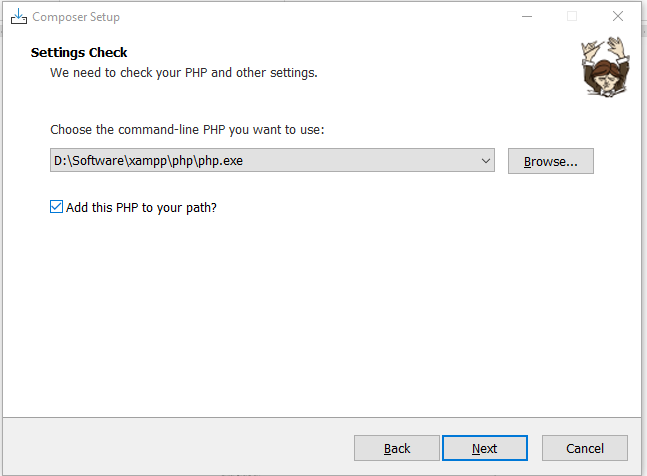 Composer Setup
Settings Check
We need to check your PHP and other settings.
Choose the command-line PHP you want to use:
D:\Software\xampp\php\php.exe
Browse...
Add this PHP to your path?
Back
Next
Cancel